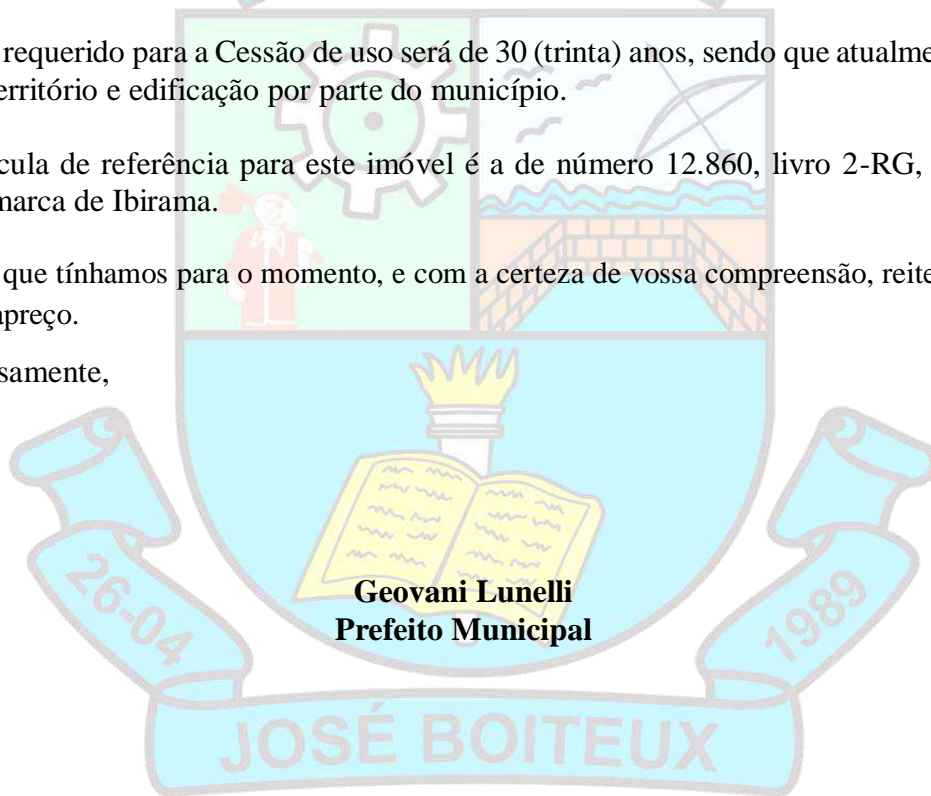 requerido para a Cessão de uso será de 30 (trinta) anos, sendo que atualme
erritório e edificação por parte do município.
cula de referência para este imóvel é a de número 12.860, livro 2-RG,
marca de Ibirama.
que tínhamos para o momento, e com a certeza de vossa compreensão, reite
apreço.
samente,
Geovani Lunelli
Prefeito Municipal
26-04
1989
JOSÉ BOITEUX